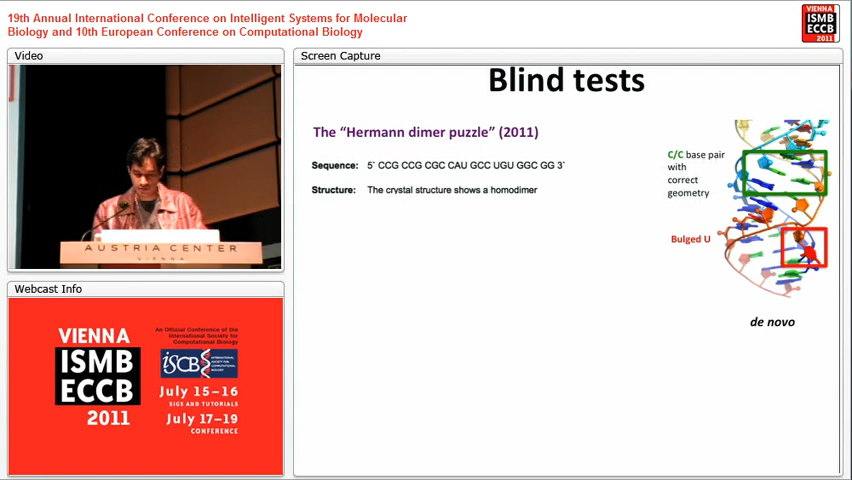 19th Annual International Conference on Intelligent Systems for Molecular
Biology and 10th European Conference on Computational Biology
VIENNA
ISMB
ECCB
2011
Video
AUSTRIA CENTER
VIENNA
Webcast Info
VIENNA
ISMB
ECCB
2011
An Official Conference of the
International Society for
Computational Biology
ISCB
INTERNATIONAL
SOCIETY FOR
COMPUTATIONAL
BIOLOGY
July 15–16
SIGS AND TUTORIALS
July 17–19
CONFERENCE
Screen Capture
Blind tests
The “Hermann dimer puzzle” (2011)
Sequence: 5` CCG CCG CGC CAU GCC UGU GGC GG 3`
Structure: The crystal structure shows a homodimer
C/C base pair
with
correct
geometry
Bulged U
de novo